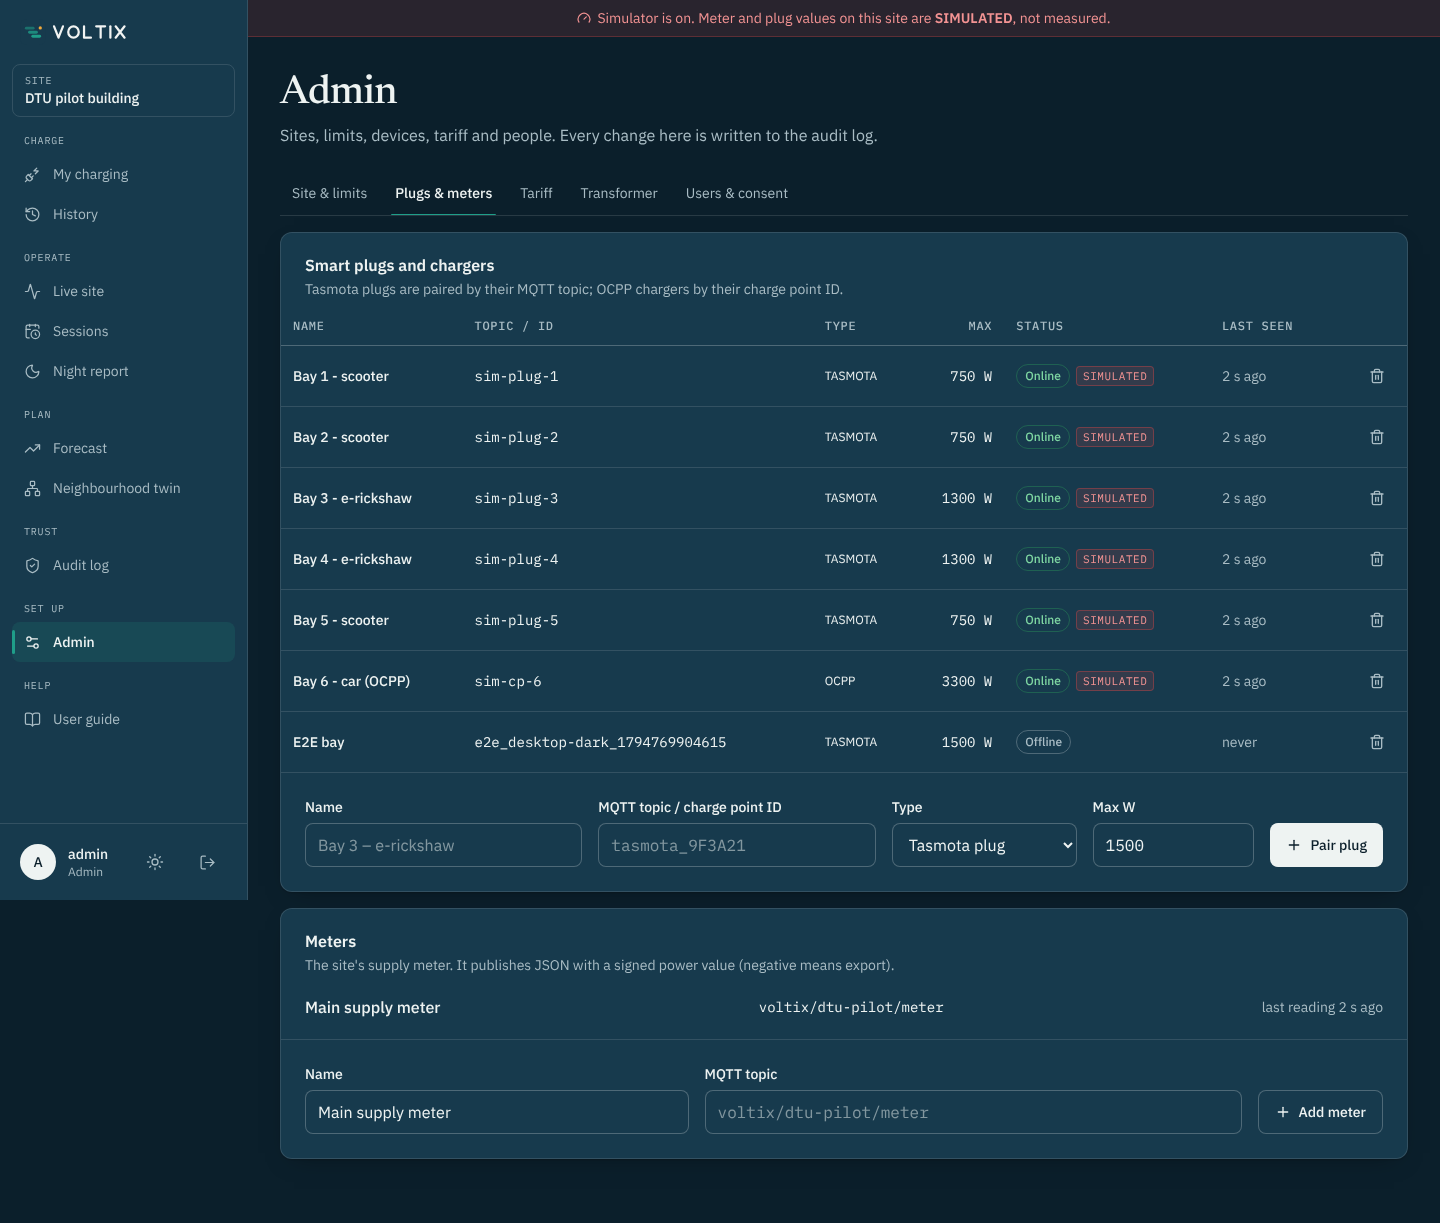 VOLTIX
SITE
DTU pilot building
CHARGE
My charging
History
OPERATE
Live site
Sessions
Night report
PLAN
Forecast
Neighbourhood twin
TRUST
Audit log
SET UP
Admin
HELP
User guide
A
admin
Admin
Simulator is on. Meter and plug values on this site are SIMULATED, not measured.
Admin
Sites, limits, devices, tariff and people. Every change here is written to the audit log.
Site & limits Plugs & meters Tariff Transformer Users & consent
Smart plugs and chargers
Tasmota plugs are paired by their MQTT topic; OCPP chargers by their charge point ID.
NAME TOPIC / ID TYPE MAX STATUS LAST SEEN
Bay 1 - scooter sim-plug-1 TASMOTA 750 W Online SIMULATED 2 s ago
Bay 2 - scooter sim-plug-2 TASMOTA 750 W Online SIMULATED 2 s ago
Bay 3 - e-rickshaw sim-plug-3 TASMOTA 1300 W Online SIMULATED 2 s ago
Bay 4 - e-rickshaw sim-plug-4 TASMOTA 1300 W Online SIMULATED 2 s ago
Bay 5 - scooter sim-plug-5 TASMOTA 750 W Online SIMULATED 2 s ago
Bay 6 - car (OCPP) sim-cp-6 OCPP 3300 W Online SIMULATED 2 s ago
E2E bay e2e_desktop-dark_1794769904615 TASMOTA 1500 W Offline never
Name MQTT topic / charge point ID Type Max W
Bay 3 – e-rickshaw tasmota_9F3A21 Tasmota plug 1500 Pair plug
Meters
The site's supply meter. It publishes JSON with a signed power value (negative means export).
Main supply meter voltix/dtu-pilot/meter last reading 2 s ago
Name MQTT topic
Main supply meter voltix/dtu-pilot/meter Add meter